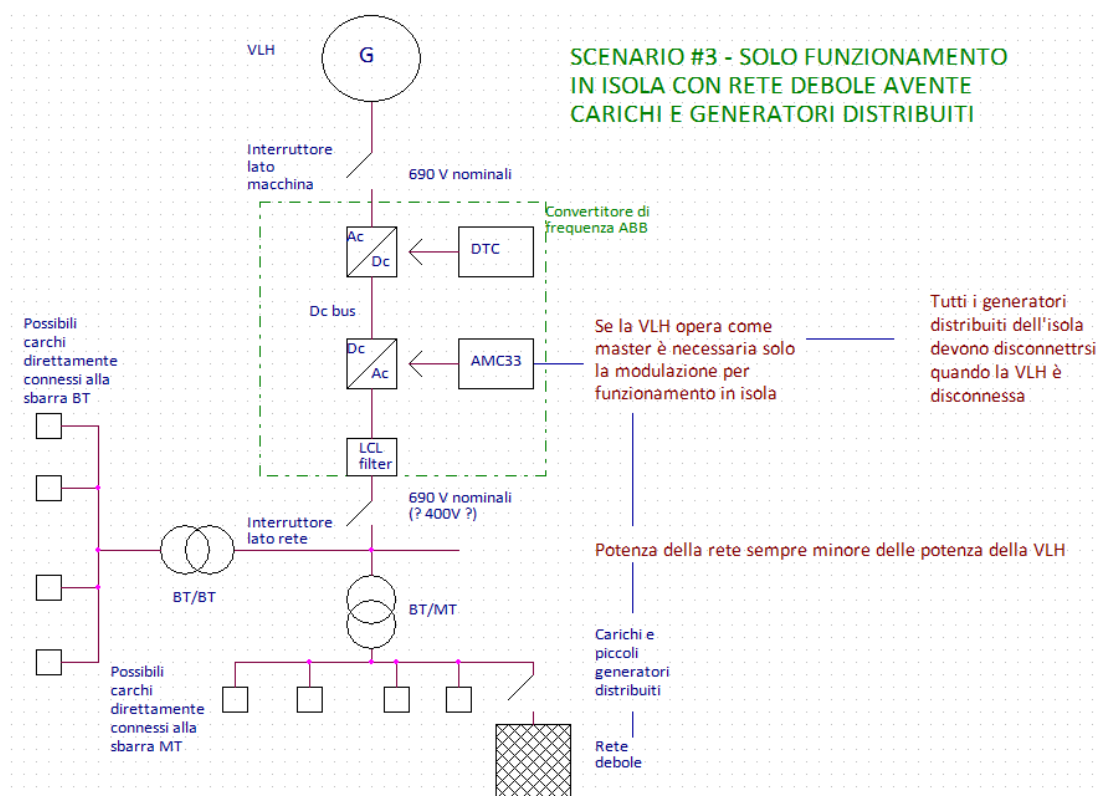 VLH
G
SCENARIO #3 - SOLO FUNZIONAMENTO
IN ISOLA CON RETE DEBOLE AVENTE
CARICHI E GENERATORI DISTRIBUITI
Interruttore
lato
macchina
690 V nominali
Convertitore di
frequenza ABB
Ac
Dc
DTC
Dc bus
Dc
Ac
AMC33
Se la VLH opera come
master è necessaria solo
la modulazione per
funzionamento in isola
Tutti i generatori
distribuiti dell'isola
devono disconnettrsi
quando la VLH è
disconnessa
Possibili
carchi
direttamente
connessi alla
sbarra BT
LCL
filter
690 V nominali
(? 400V ?)
Interruttore
lato rete
BT/BT
Potenza della rete sempre minore delle potenza della VLH
BT/MT
Carichi e
piccoli
generatori
distribuiti
Possibili
carchi
direttamente
connessi alla
sbarra MT
Rete
debole